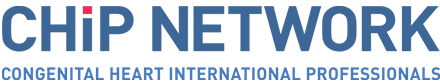 CHiP NETWORK
CONGENITAL HEART INTERNATIONAL PROFESSIONALS